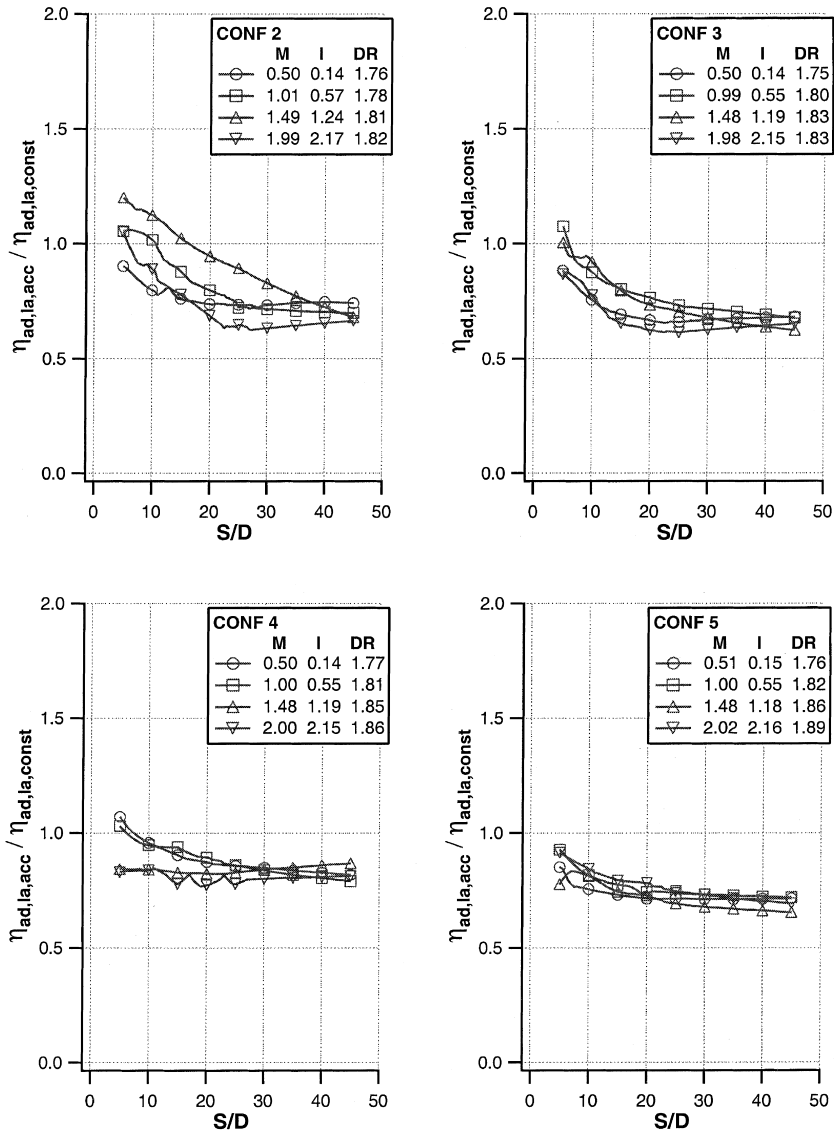 2.0
1.5
1.0
0.5
0.0
ηad,la,acc / ηad,la,const
CONF 2
M I DR
0.50 0.14 1.76
1.01 0.57 1.78
1.49 1.24 1.81
1.99 2.17 1.82
0 10 20 30 40 50
S/D
2.0
1.5
1.0
0.5
0.0
ηad,la,acc / ηad,la,const
CONF 3
M I DR
0.50 0.14 1.75
0.99 0.55 1.80
1.48 1.19 1.83
1.98 2.15 1.83
0 10 20 30 40 50
S/D
2.0
1.5
1.0
0.5
0.0
ηad,la,acc / ηad,la,const
CONF 4
M I DR
0.50 0.14 1.77
1.00 0.55 1.81
1.48 1.19 1.85
2.00 2.15 1.86
0 10 20 30 40 50
S/D
2.0
1.5
1.0
0.5
0.0
ηad,la,acc / ηad,la,const
CONF 5
M I DR
0.51 0.15 1.76
1.00 0.55 1.82
1.48 1.18 1.86
2.02 2.16 1.89
0 10 20 30 40 50
S/D